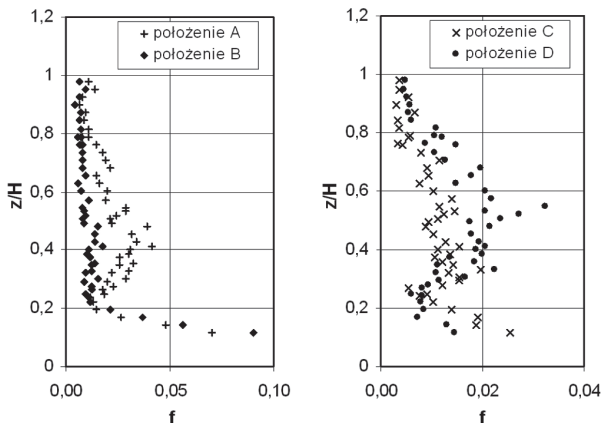 1,2
położenie A
położenie B
1
0,8
0,6
0,4
0,2
0
z/H
0,00
0,05
0,10
f
1,2
położenie C
położenie D
1
0,8
0,6
0,4
0,2
0
z/H
0,00
0,02
0,04
f